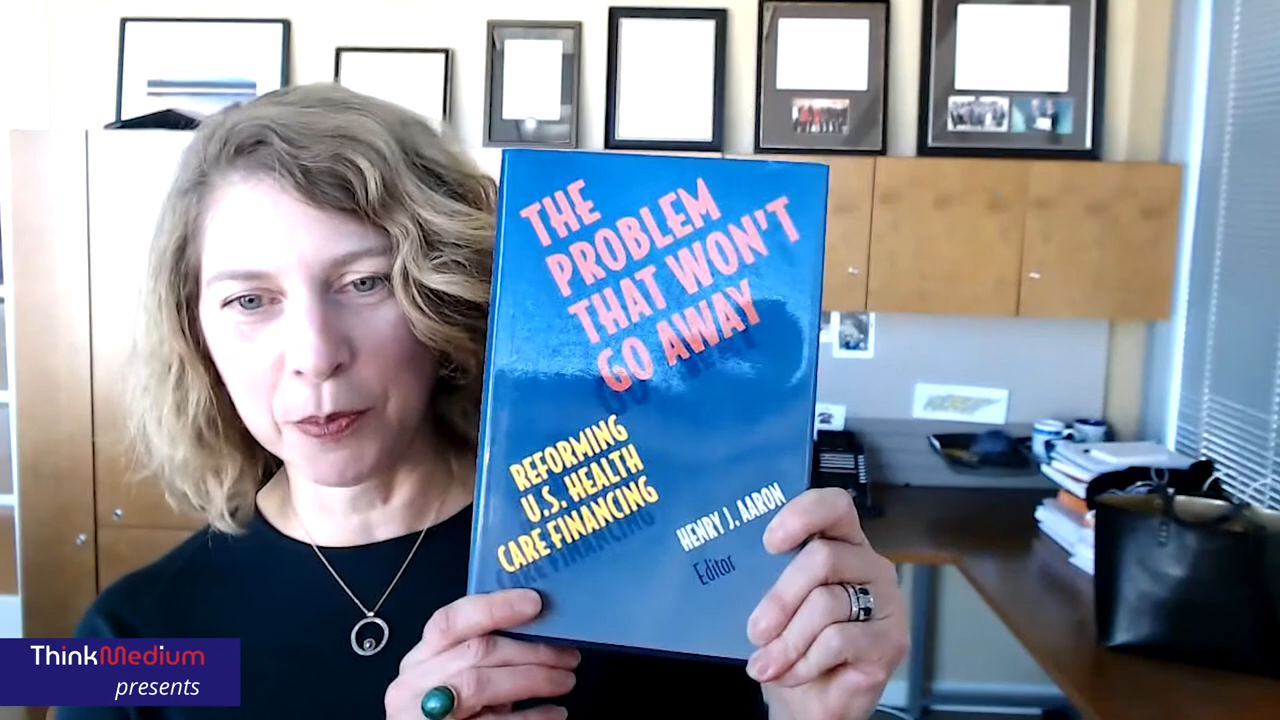 THE
PROBLEM
THAT WON'T
GO AWAY
REFORMING
U.S. HEALTH
CARE FINANCING
HENRY J. AARON
Editor
ThinkMedium
presents